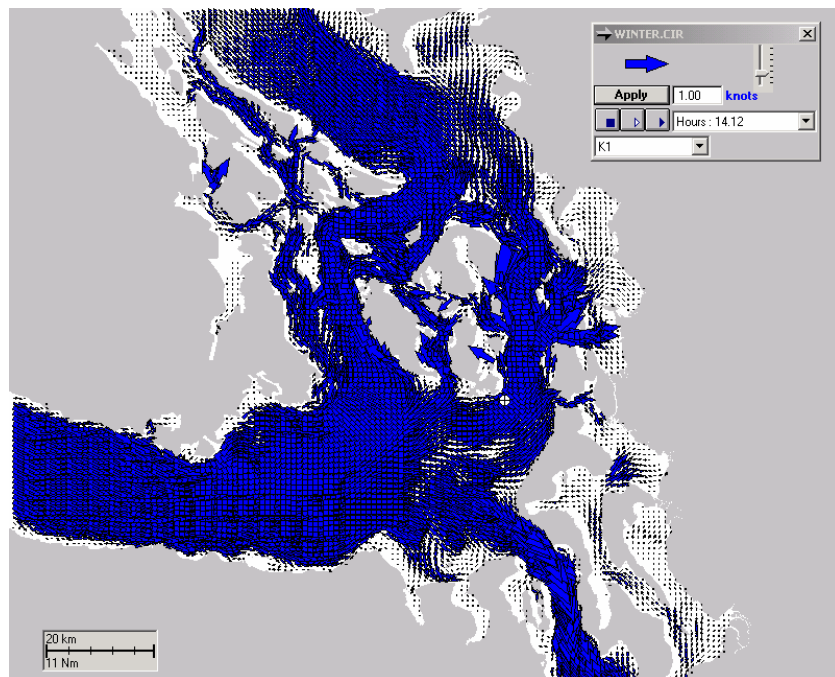 WINTER.CIR
Apply
1.00
knots
Hours : 14.12
K1
20 km
11 Nm